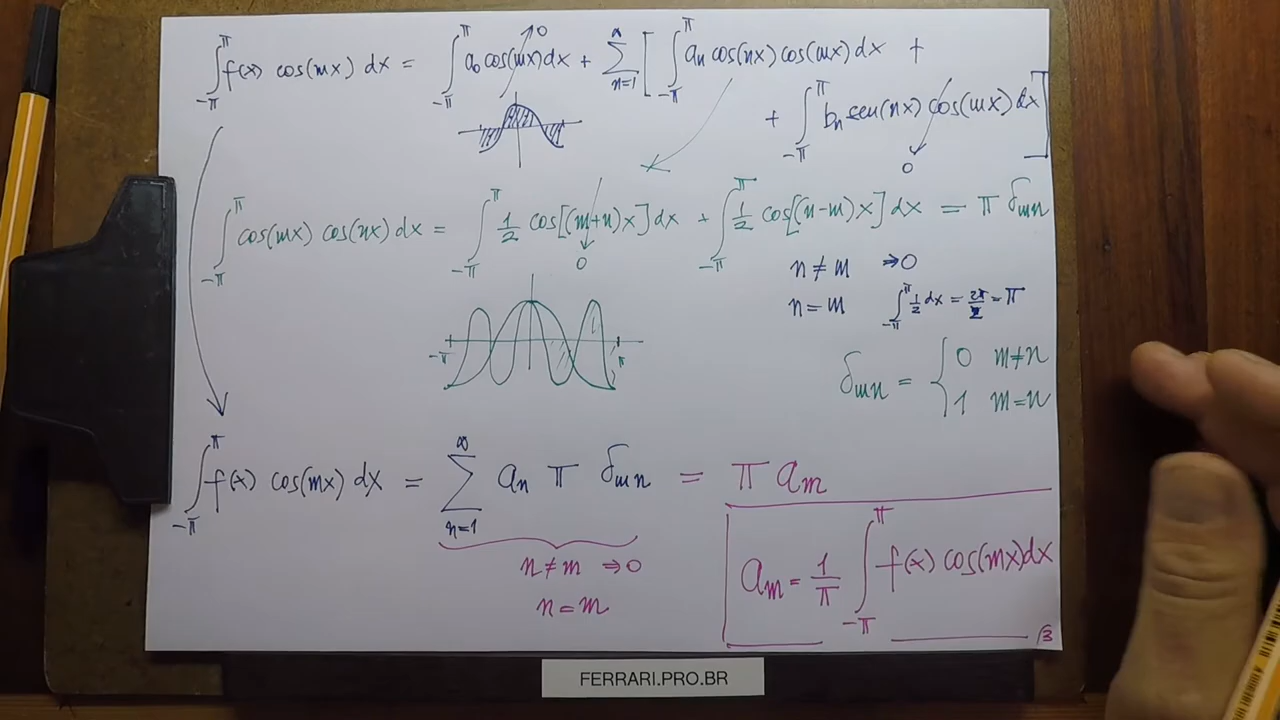 ∫_{-π}^{π} f(x) cos(mx) dx = ∫_{-π}^{π} a₀ cos(mx) dx + ∑_{n=1}^{∞} [ ∫_{-π}^{π} aₙ cos(nx) cos(mx) dx +
0
+ ∫_{-π}^{π} bₙ sen(nx) cos(mx) dx ]
0
∫_{-π}^{π} cos(mx) cos(nx) dx = ∫_{-π}^{π} 1/2 cos[(m+n)x] dx + ∫_{-π}^{π} 1/2 cos[(n-m)x] dx = π δₘₙ
0
n ≠ m ⇒ 0
n = m ∫_{-π}^{π} 1/2 dx = 2π/2 = π
-π π
δₘₙ = { 0 m≠n
1 m=n
∫_{-π}^{π} f(x) cos(mx) dx = ∑_{n=1}^{∞} aₙ π δₘₙ = π aₘ
n ≠ m ⇒ 0
n = m
aₘ = 1/π ∫_{-π}^{π} f(x) cos(mx) dx
/3
FERRARI.PRO.BR